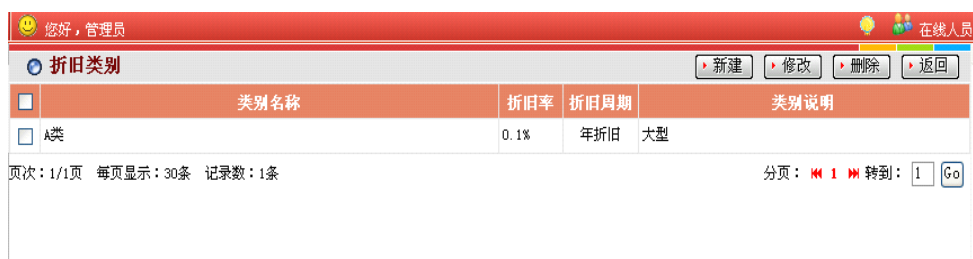 您好，管理员 在线人员
折旧类别 新建 修改 删除 返回
类别名称 折旧率 折旧周期 类别说明
A类 0.1% 年折旧 大型
页次：1/1页 每页显示：30条 记录数：1条 分页： 1 转到： 1 Go